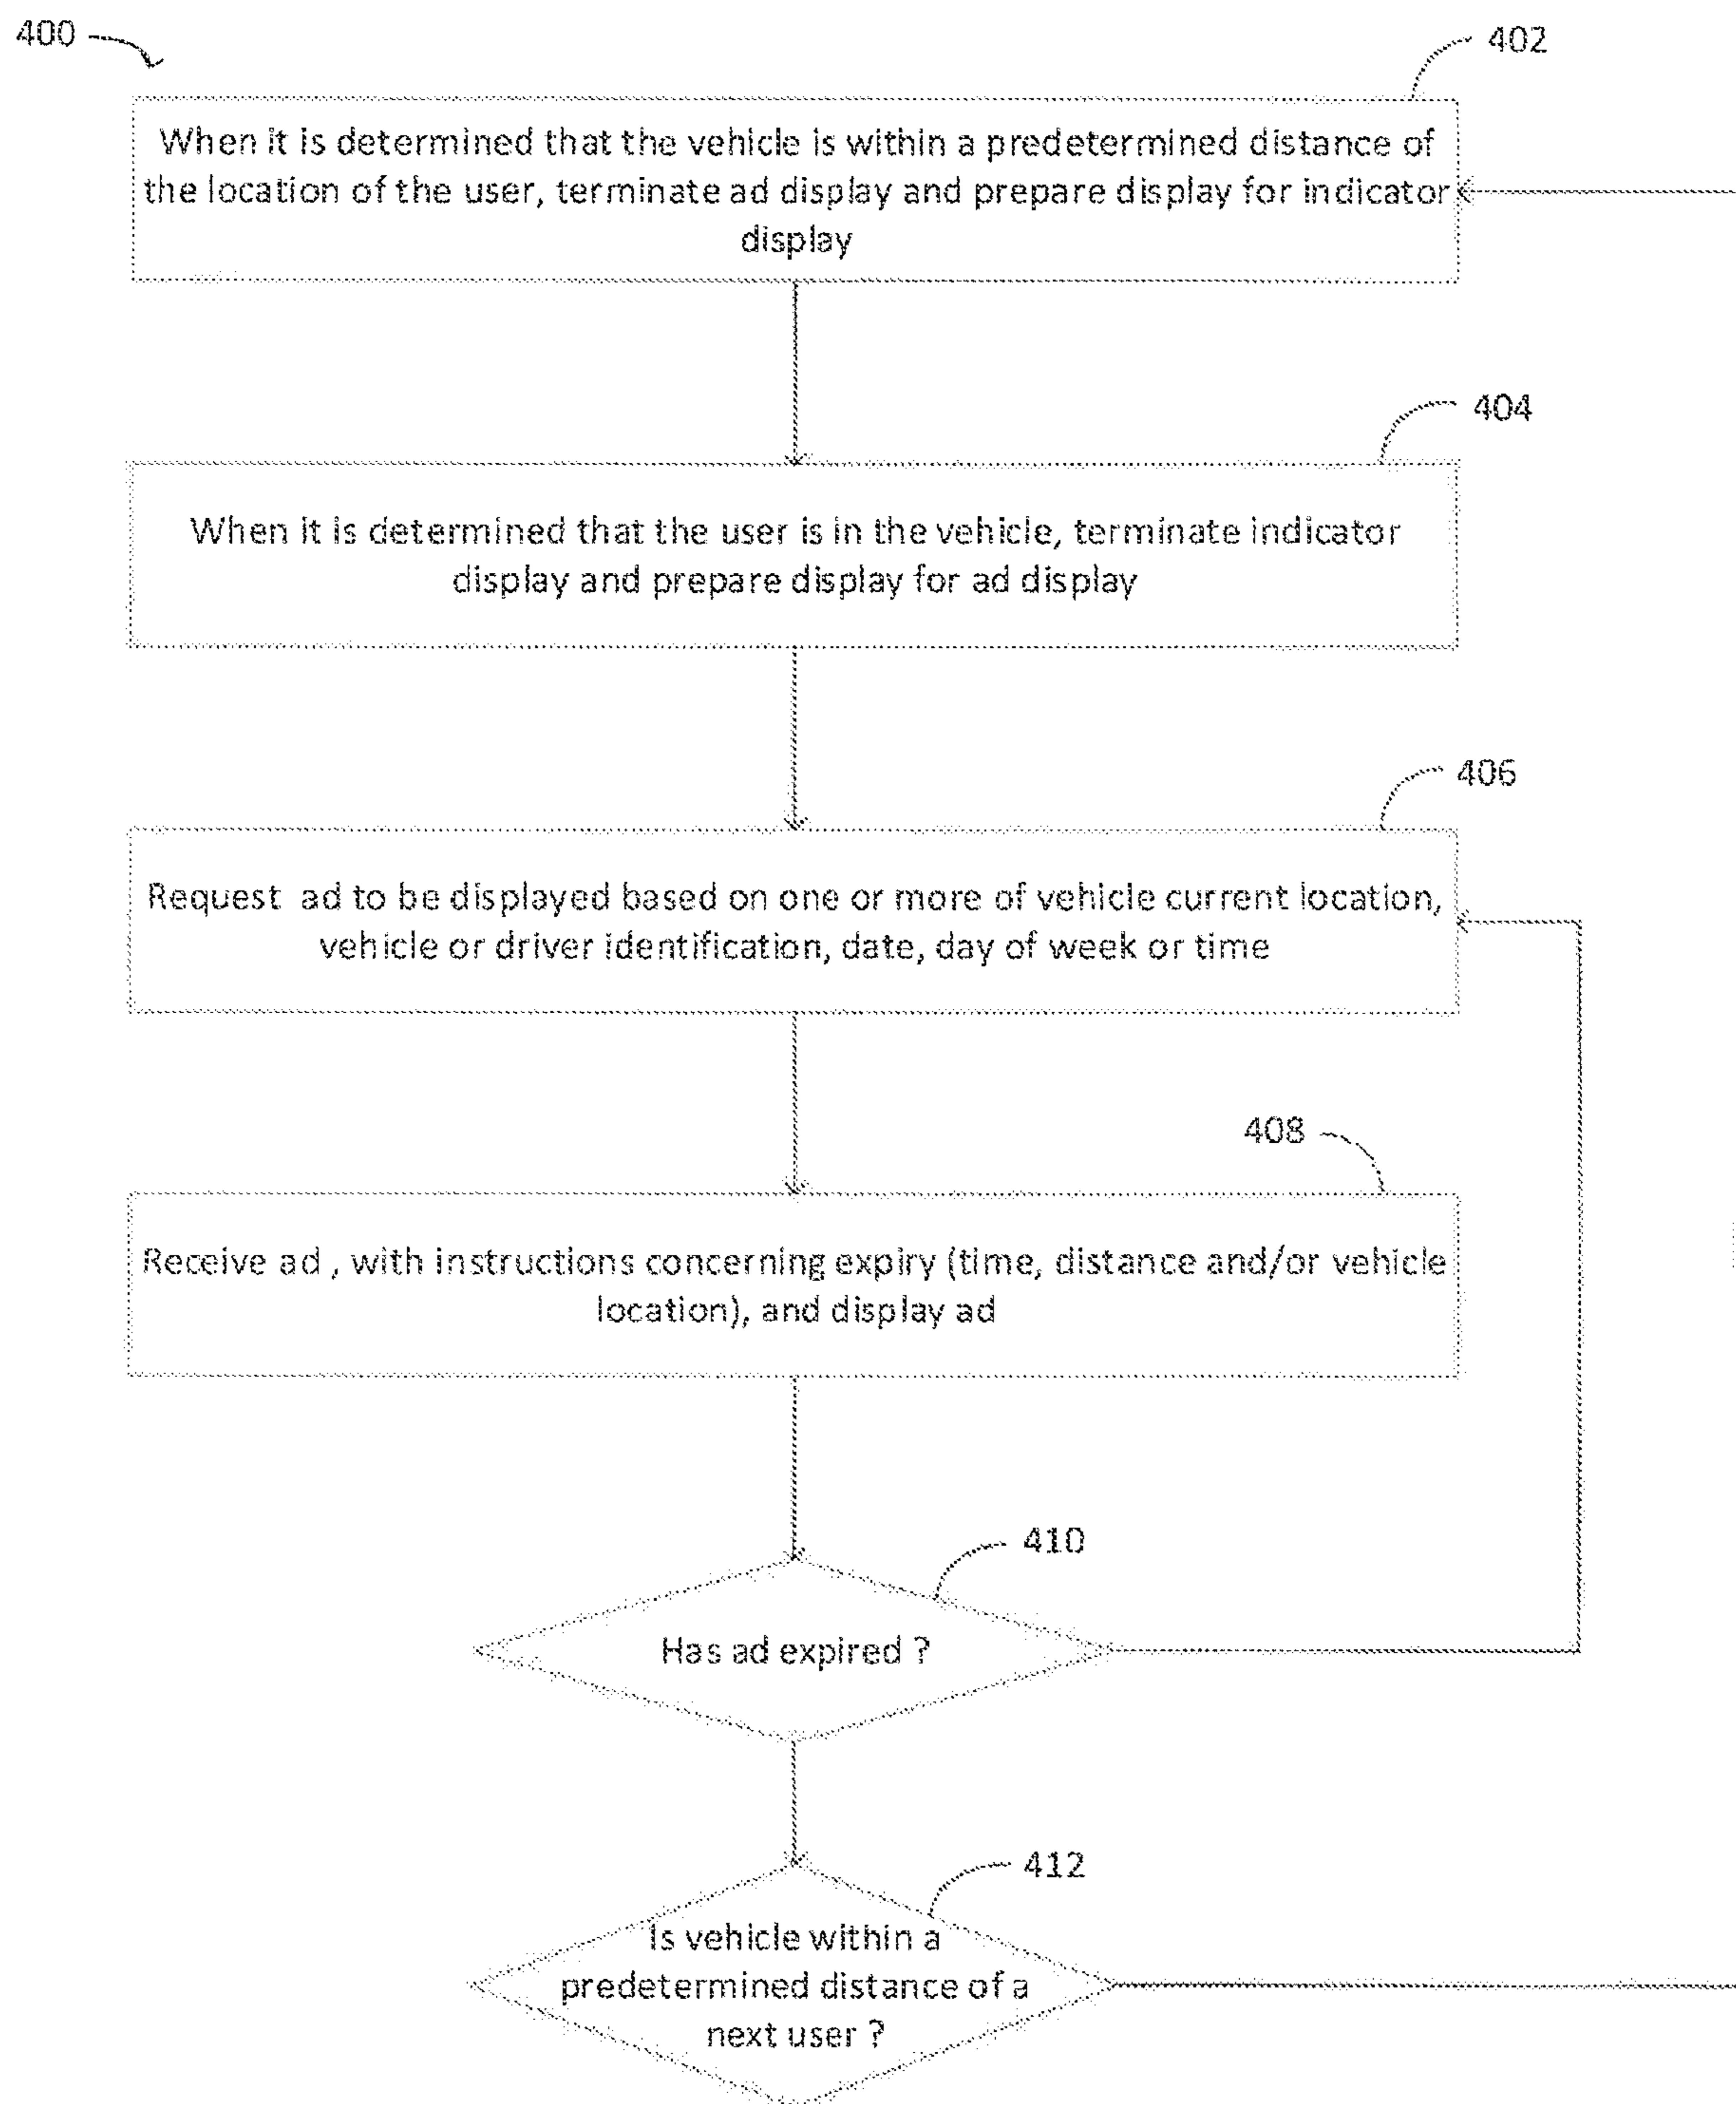 400
402
When it is determined that the vehicle is within a predetermined distance of
the location of the user, terminate ad display and prepare display for indicator
display
404
When it is determined that the user is in the vehicle, terminate indicator
display and prepare display for ad display
406
Request ad to be displayed based on one or more of vehicle current location,
vehicle or driver identification, date, day of week or time
408
Receive ad , with instructions concerning expiry (time, distance and/or vehicle
location), and display ad
410
Has ad expired ?
412
Is vehicle within a
predetermined distance of a
next user ?